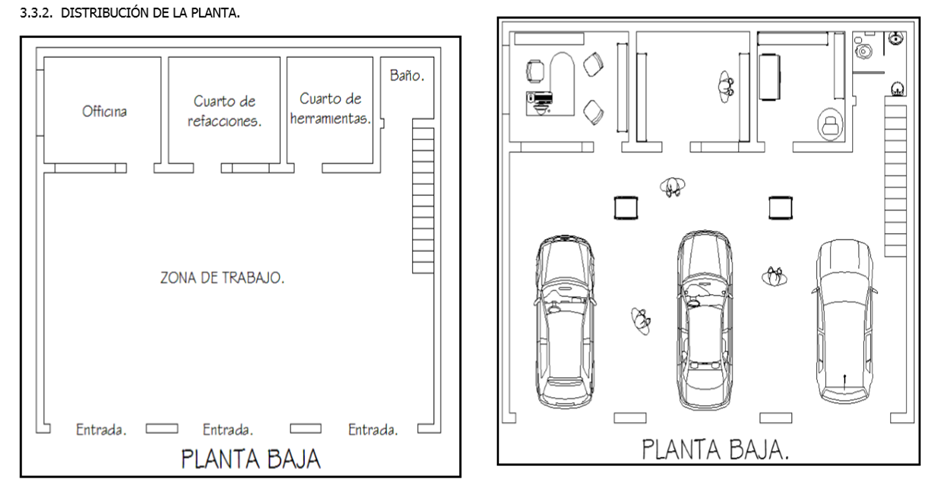 3.3.2. DISTRIBUCIÓN DE LA PLANTA.
Officina
Cuarto de
refacciones.
Cuarto de
herramientas.
Baño.
ZONA DE TRABAJO.
Entrada.
Entrada.
Entrada.
PLANTA BAJA
PLANTA BAJA.